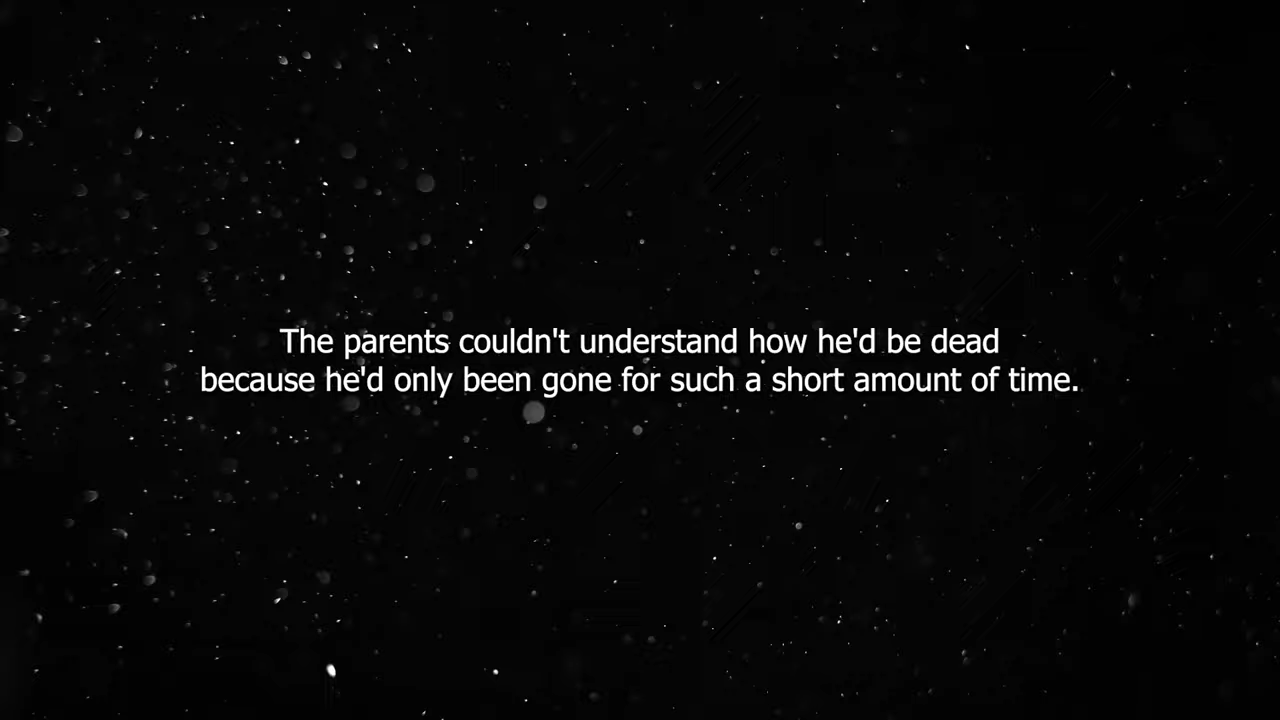 The parents couldn't understand how he'd be dead
because he'd only been gone for such a short amount of time.